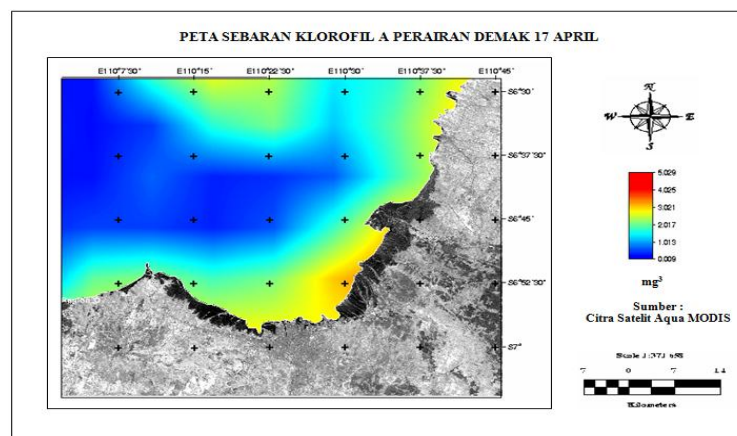 PETA SEBARAN KLOROFIL A PERAIRAN DEMAK 17 APRIL
E110°7'30" E110°15' E110°22'30" E110°30' E110°37'30" E110°45'
S6°30'
S6°37'30"
S6°45'
S6°52'30"
S7°
N
W E
S
5.029
4.025
2.017
1.013
0.009
mg³
Sumber :
Citra Satelit Aqua MODIS
Scale
7 0 7 14
Kilometers